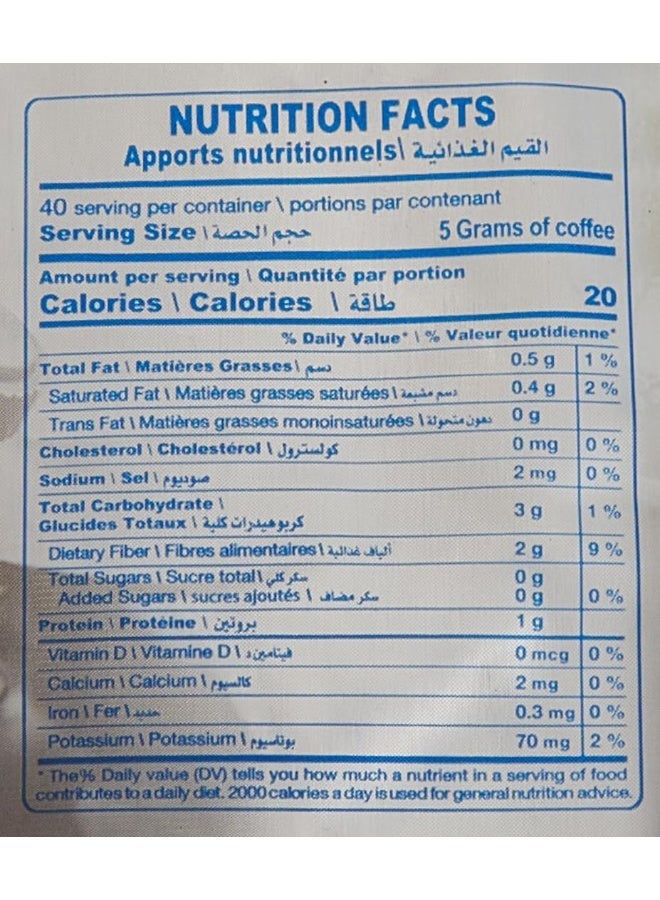 NUTRITION FACTS
Apports nutritionnels\ القيم الغذائية
40 serving per container \ portions par contenant
Serving Size \ حجم الحصة 5 Grams of coffee
Amount per serving \ Quantité par portion
Calories \ Calories \ طاقة 20
% Daily Value* \ % Valeur quotidienne*
Total Fat \ Matières Grasses \ دسم 0.5 g 1 %
Saturated Fat \ Matières grasses saturées \ دسم مشبعة 0.4 g 2 %
Trans Fat \ Matières grasses monoinsaturées \ دهون متحولة 0 g
Cholesterol \ Cholestérol \ كولسترول 0 mg 0 %
Sodium \ Sel \ صوديوم 2 mg 0 %
Total Carbohydrate \
Glucides Totaux \ كربوهيدرات كلية 3 g 1 %
Dietary Fiber \ Fibres alimentaires \ ألياف غذائية 2 g 9 %
Total Sugars \ Sucre total \ سكر كلي 0 g
Added Sugars \ sucres ajoutés \ سكر مضاف 0 g 0 %
Protein \ Protéine \ بروتين 1 g
Vitamin D \ Vitamine D \ فيتامين د 0 mcg 0 %
Calcium \ Calcium \ كالسيوم 2 mg 0 %
Iron \ Fer \ حديد 0.3 mg 0 %
Potassium \ Potassium \ بوتاسيوم 70 mg 2 %
* The% Daily value (DV) tells you how much a nutrient in a serving of food
contributes to a daily diet. 2000 calories a day is used for general nutrition advice.